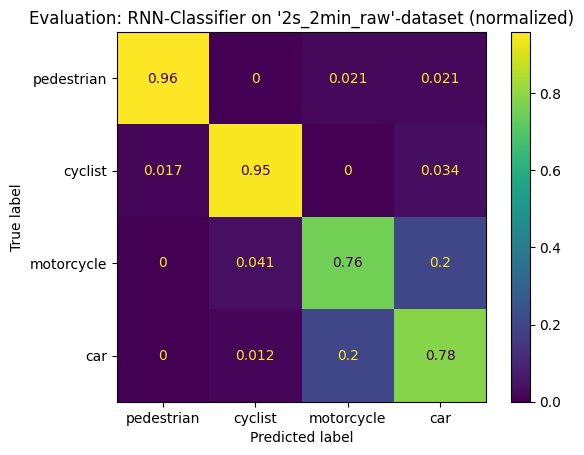 Evaluation: RNN-Classifier on '2s_2min_raw'-dataset (normalized)
True label
pedestrian 0.96 0 0.021 0.021
cyclist 0.017 0.95 0 0.034
motorcycle 0 0.041 0.76 0.2
car 0 0.012 0.2 0.78
pedestrian cyclist motorcycle car
Predicted label
0.8
0.6
0.4
0.2
0.0